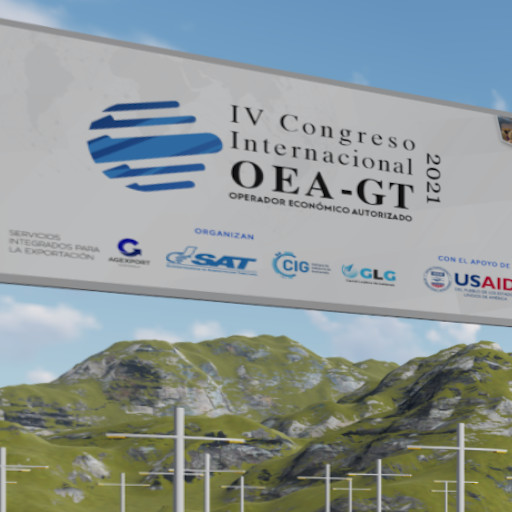 IV Congreso
Internacional
OEA-GT
2021
OPERADOR ECONÓMICO AUTORIZADO
SERVICIOS
INTEGRADOS PARA
LA EXPORTACIÓN
AGEXPORT
ORGANIZAN
SAT
CIG
GLG
CON EL APOYO DE
USAID